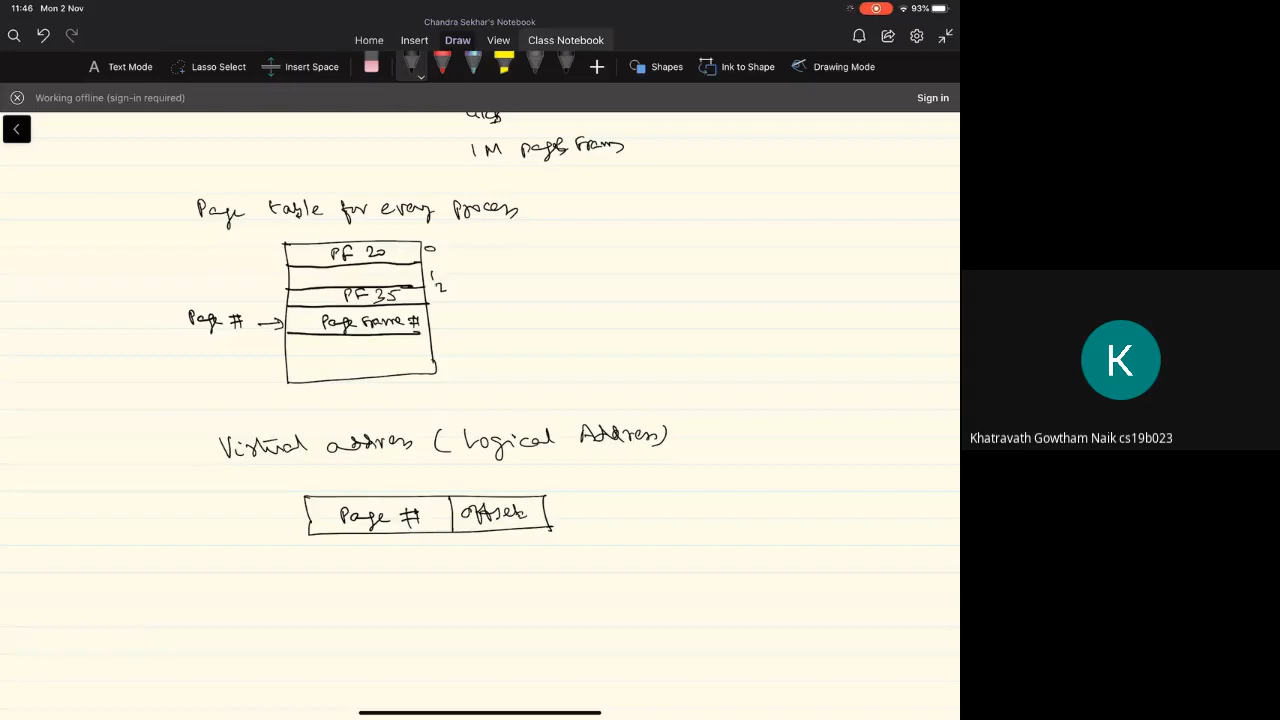 11:46 Mon 2 Nov
93%
Chandra Sekhar's Notebook
Home Insert Draw View Class Notebook
Text Mode Lasso Select Insert Space Shapes Ink to Shape Drawing Mode
Working offline (sign-in required) Sign in
1M pages frames
Page table for every process
PF 20 0
1
PF 35 2
Page # → Page Frame #
Virtual address (Logical Address)
Page # offset
K
Khatravath Gowtham Naik cs19b023